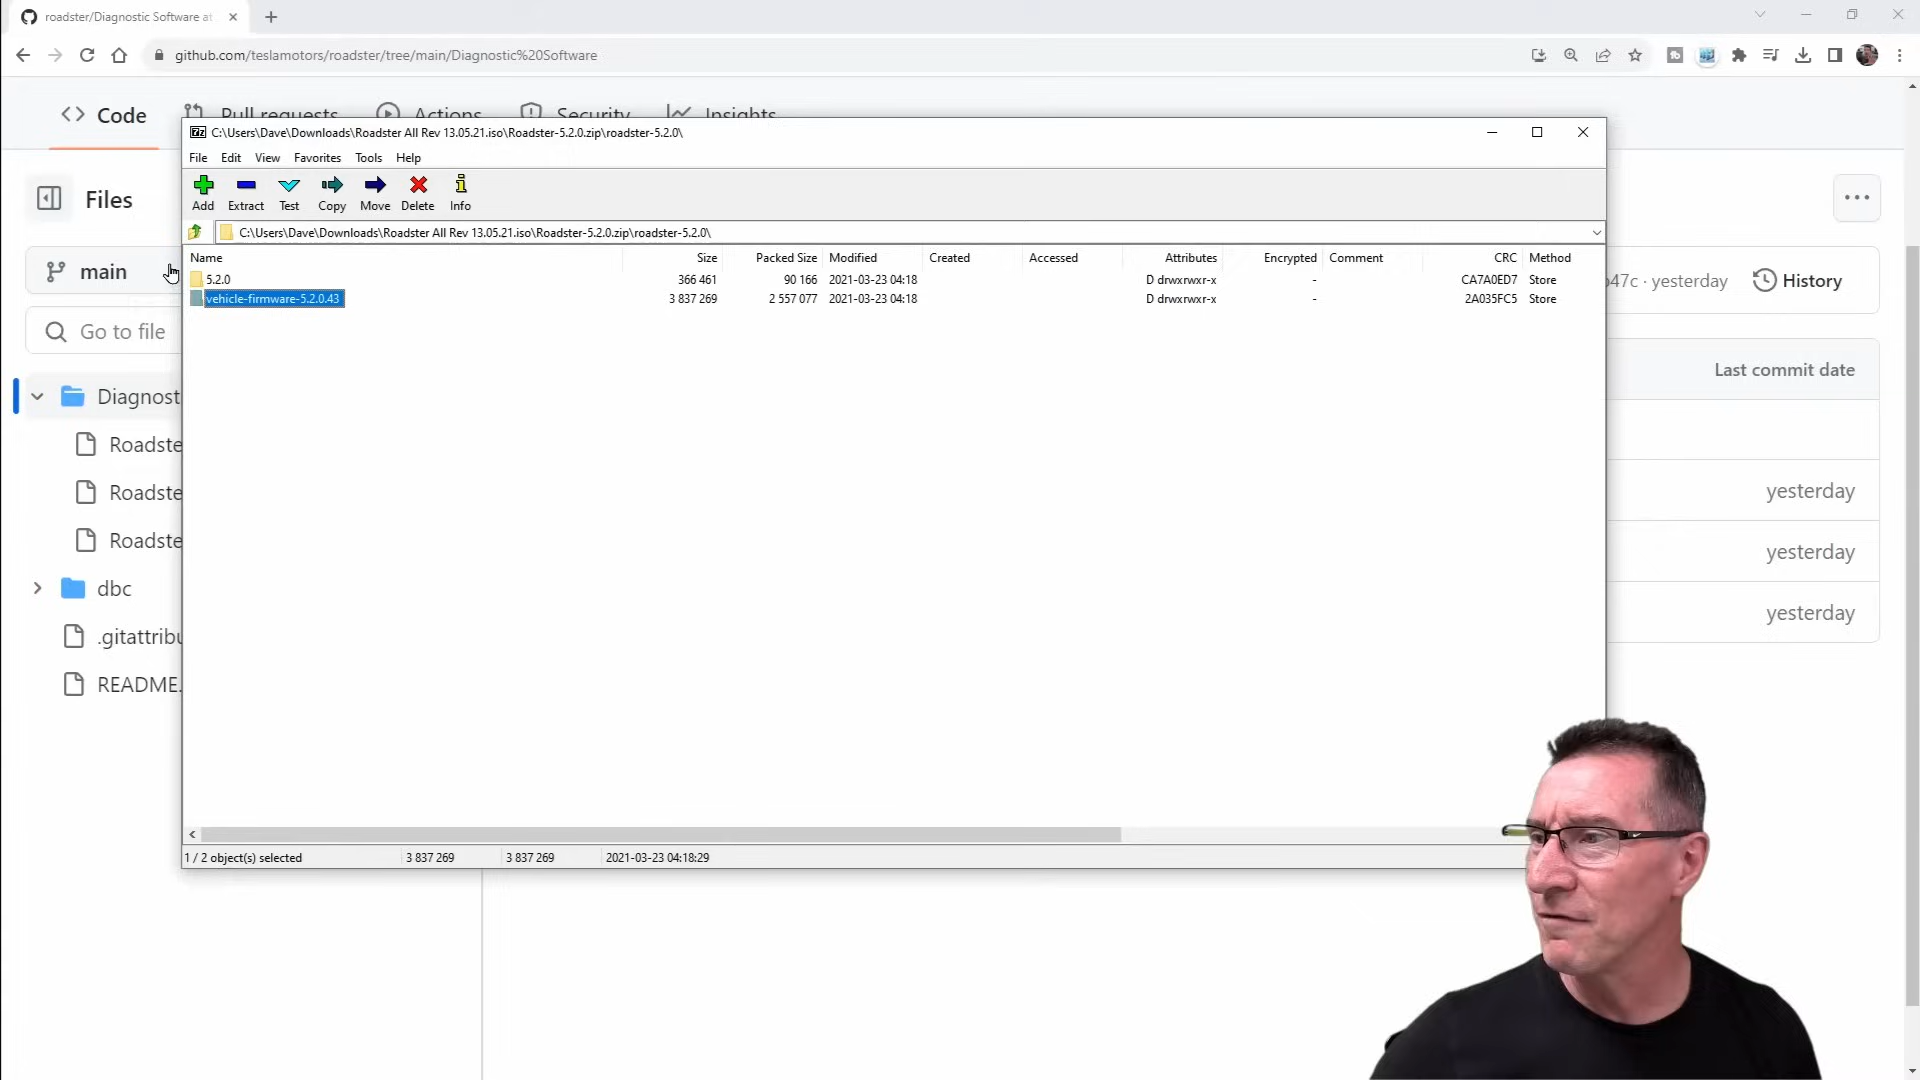 roadster/Diagnostic Software at
github.com/teslamotors/roadster/tree/main/Diagnostic%20Software
Code
Pull requests
Actions
Security
Insights
C:\Users\Dave\Downloads\Roadster All Rev 13.05.21.iso\Roadster-5.2.0.zip\roadster-5.2.0\
File Edit View Favorites Tools Help
Files
Add Extract Test Copy Move Delete Info
C:\Users\Dave\Downloads\Roadster All Rev 13.05.21.iso\Roadster-5.2.0.zip\roadster-5.2.0\
Name Size Packed Size Modified Created Accessed Attributes Encrypted Comment CRC Method
main
5.2.0 366 461 90 166 2021-03-23 04:18 D drwxrwxr-x - CA7A0ED7 Store
47c · yesterday History
vehicle-firmware-5.2.0.43 3 837 269 2 557 077 2021-03-23 04:18 D drwxrwxr-x - 2A035FC5 Store
Go to file
Last commit date
Diagnost
Roadste
Roadste
yesterday
Roadste
yesterday
dbc
yesterday
.gitattribu
README.
1 / 2 object(s) selected 3 837 269 3 837 269 2021-03-23 04:18:29